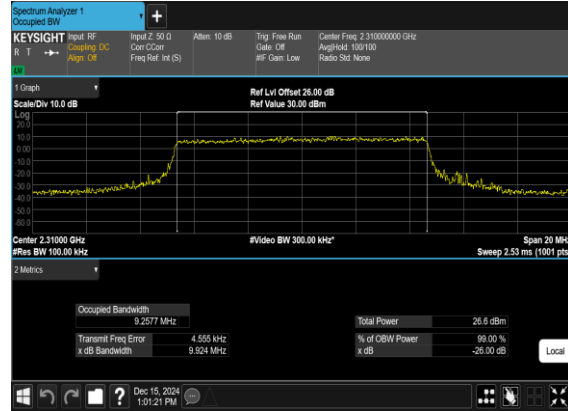 Spectrum Analyzer 1
Occupied BW
+
KEYSIGHT
R T
LM
Input: RF
Coupling: DC
Align: Off
Input Z: 50 Ω
Corr CCorr
Freq Ref: Int (S)
Atten: 10 dB
Trig: Free Run
Gate: Off
#IF Gain: Low
Center Freq: 2.310000000 GHz
Avg|Hold: 100/100
Radio Std: None
1 Graph
Scale/Div 10.0 dB
Ref Lvl Offset 26.00 dB
Ref Value 30.00 dBm
Log
20.0
10.0
0.00
-10.0
-20.0
-30.0
-40.0
-50.0
-60.0
Center 2.31000 GHz
#Res BW 100.00 kHz
#Video BW 300.00 kHz*
Span 20 MHz
Sweep 2.53 ms (1001 pts)
2 Metrics
Occupied Bandwidth
9.2577 MHz
Total Power 26.6 dBm
Transmit Freq Error 4.555 kHz
% of OBW Power 99.00 %
x dB Bandwidth 9.924 MHz
x dB -26.00 dB
Local
?
Dec 15, 2024
1:01:21 PM